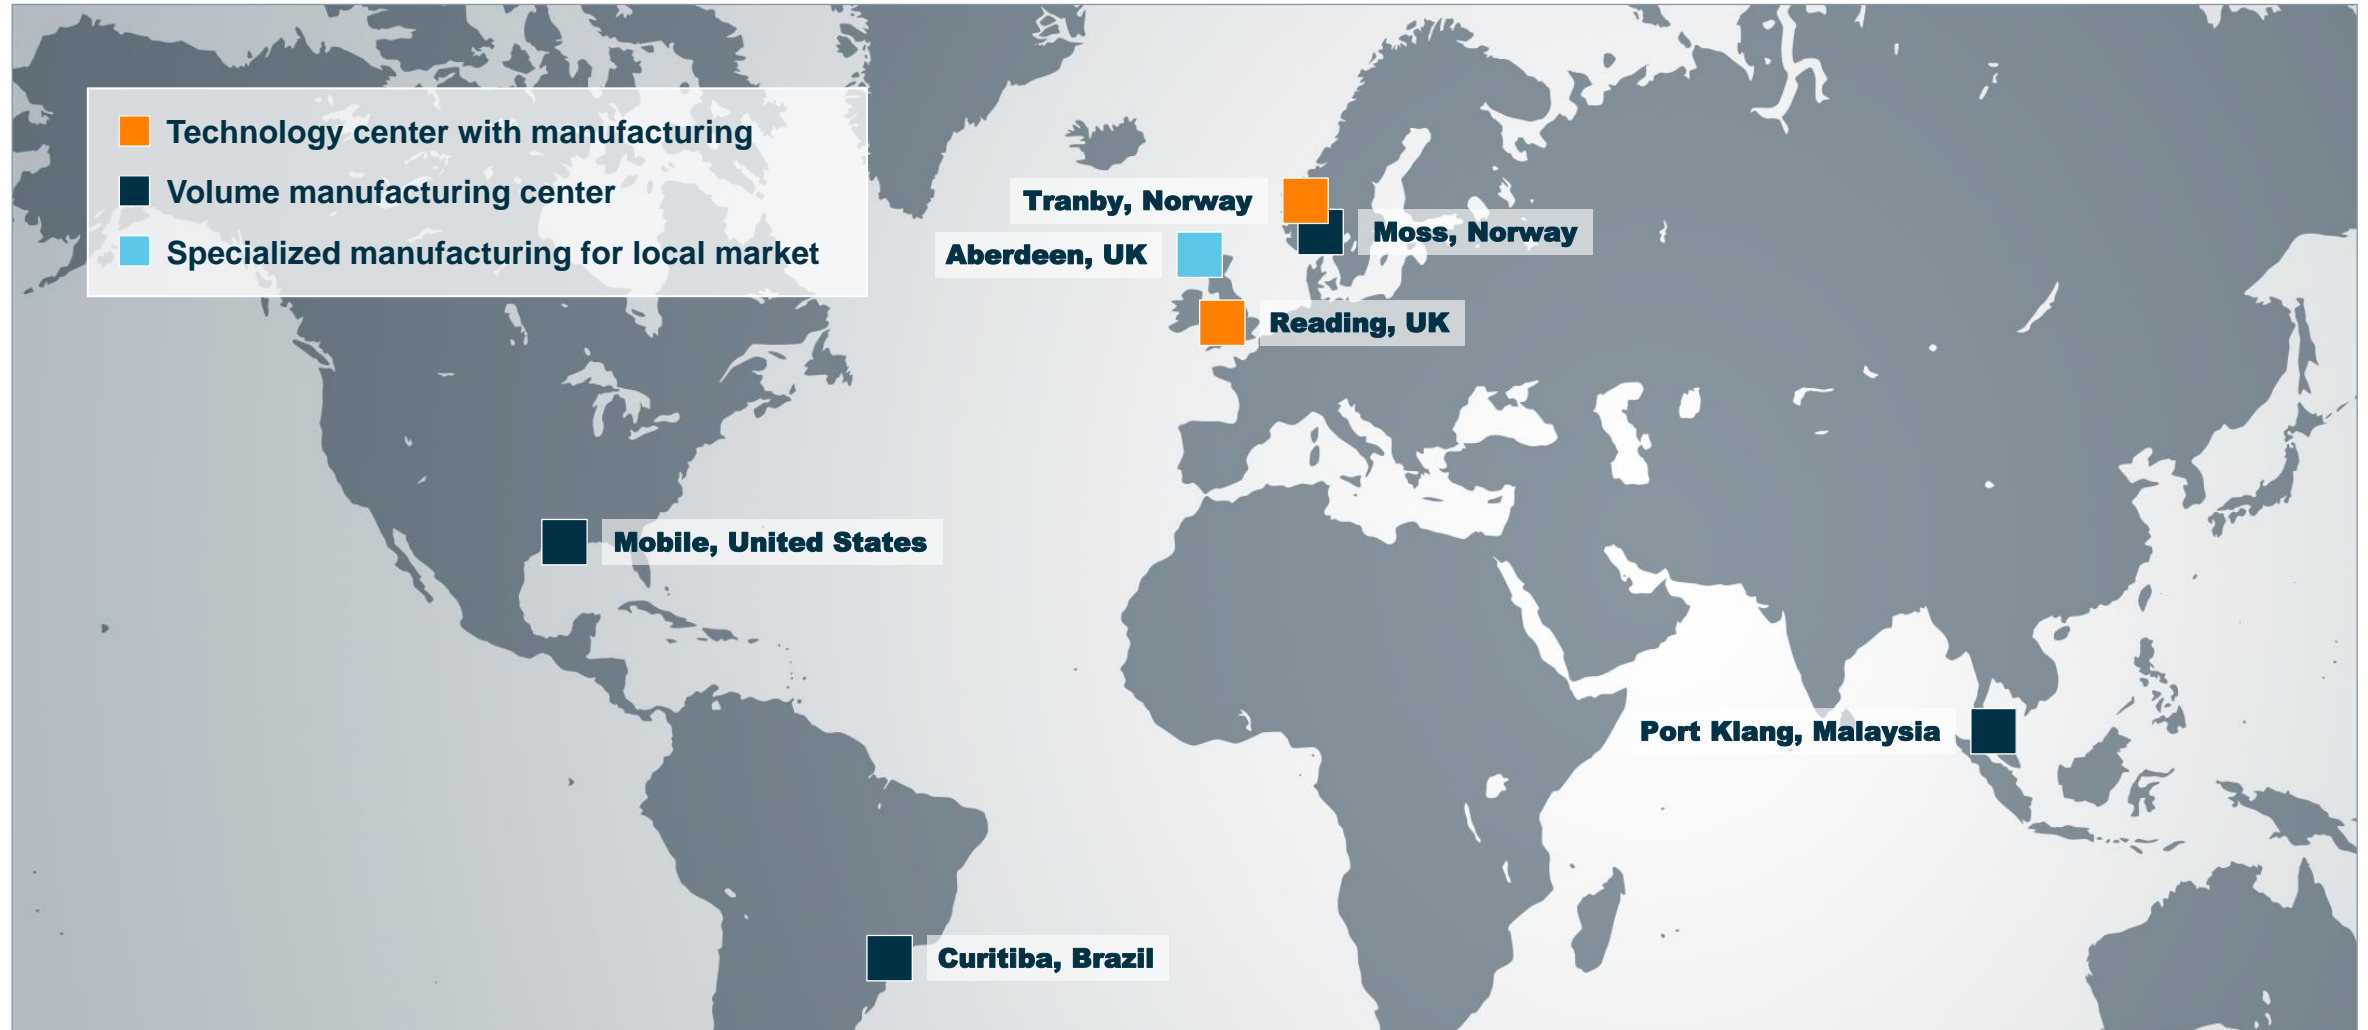 Technology center with manufacturing
Volume manufacturing center
Specialized manufacturing for local market
Tranby, Norway
Moss, Norway
Aberdeen, UK
Reading, UK
Mobile, United States
Port Klang, Malaysia
Curitiba, Brazil